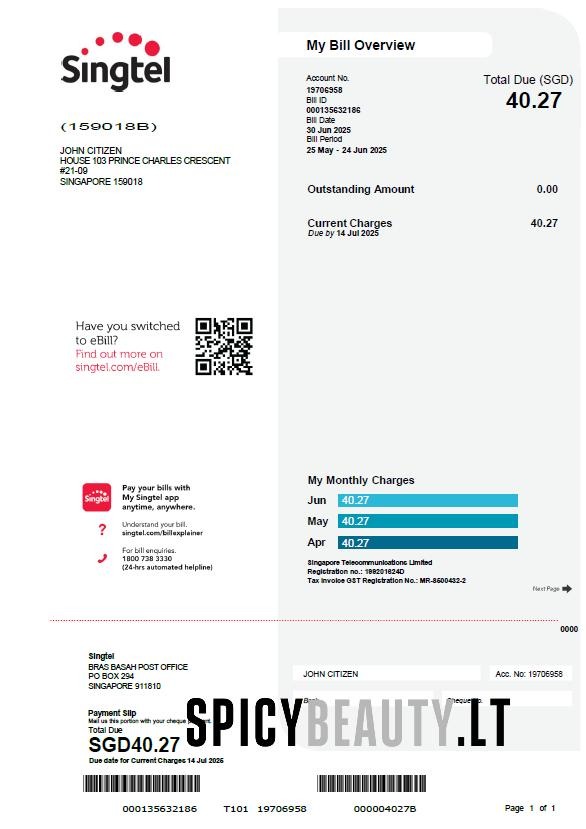 Singtel
My Bill Overview
Account No.
19706958
Bill ID
000135632186
Bill Date
30 Jun 2025
Bill Period
25 May - 24 Jun 2025
Total Due (SGD)
40.27
(159018B)
JOHN CITIZEN
HOUSE 103 PRINCE CHARLES CRESCENT
#21-09
SINGAPORE 159018
Outstanding Amount 0.00
Current Charges 40.27
Due by 14 Jul 2025
Have you switched
to eBill?
Find out more on
singtel.com/eBill.
Singtel
Pay your bills with
My Singtel app
anytime, anywhere.
?
Understand your bill.
singtel.com/billexplainer
For bill enquiries.
1800 738 3330
(24-hrs automated helpline)
My Monthly Charges
Jun 40.27
May 40.27
Apr 40.27
Singapore Telecommunications Limited
Registration no.: 199201624D
Tax Invoice GST Registration No.: MR-8500432-2
Next Page
0000
Singtel
BRAS BASAH POST OFFICE
PO BOX 294
SINGAPORE 911810
JOHN CITIZEN
Acc. No: 19706958
Bank
Cheque No.
Payment Slip
Mail us this portion with your cheque
Total Due
SGD40.27
Due date for Current Charges 14 Jul 2025
SPICYBEAUTY.LT
000135632186 T101 19706958 000004027B
Page 1 of 1